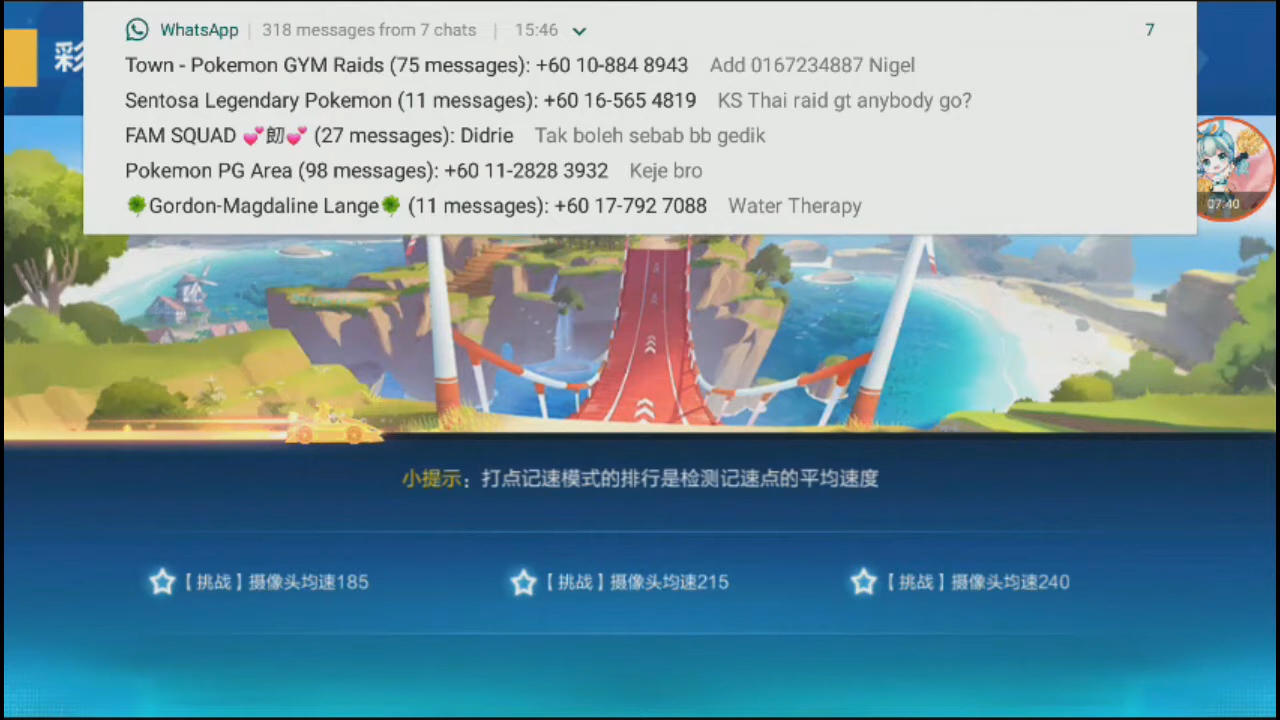 WhatsApp | 318 messages from 7 chats | 15:46 7
Town - Pokemon GYM Raids (75 messages): +60 10-884 8943 Add 0167234887 Nigel
Sentosa Legendary Pokemon (11 messages): +60 16-565 4819 KS Thai raid gt anybody go?
FAM SQUAD 💕釰💕 (27 messages): Didrie Tak boleh sebab bb gedik
Pokemon PG Area (98 messages): +60 11-2828 3932 Keje bro
🍀Gordon-Magdaline Lange🍀 (11 messages): +60 17-792 7088 Water Therapy
彩
07:40
小提示：打点记速模式的排行是检测记速点的平均速度
【挑战】摄像头均速185
【挑战】摄像头均速215
【挑战】摄像头均速240